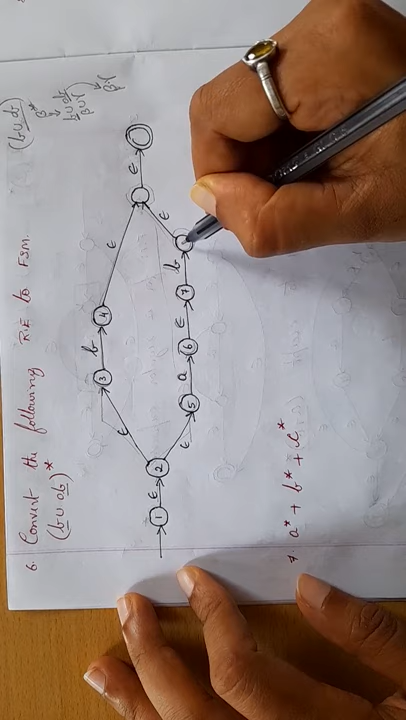 6. Convert the following RE to FSM.
(b∪ab)*
(b∪ab)*
b∪ab
β∪γ
β.γ
1
ε
2
ε
3
b
4
ε
ε
5
a
6
ε
7
b
ε
ε
7. a* + b* + c*